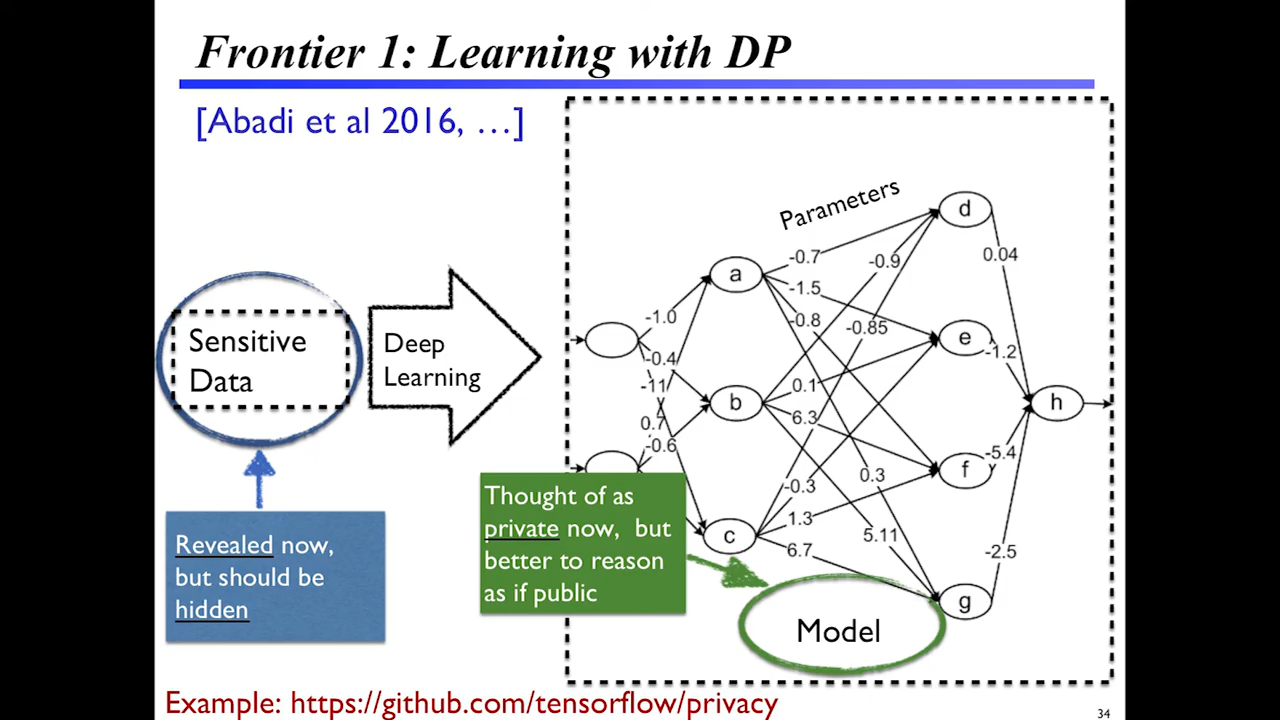 Frontier 1: Learning with DP
[Abadi et al 2016, …]
Parameters
d
-0.7
-0.9
0.04
a
-1.5
-1.0
-0.8
-0.85
Sensitive
Data
Deep
Learning
e
-1.2
-0.4
-11
0.1
b
h
0.7
6.3
-0.6
-5.4
f
0.3
-0.3
Thought of as
private now, but
better to reason
as if public
1.3
c
5.11
6.7
-2.5
Revealed now,
but should be
hidden
g
Model
Example: https://github.com/tensorflow/privacy
34